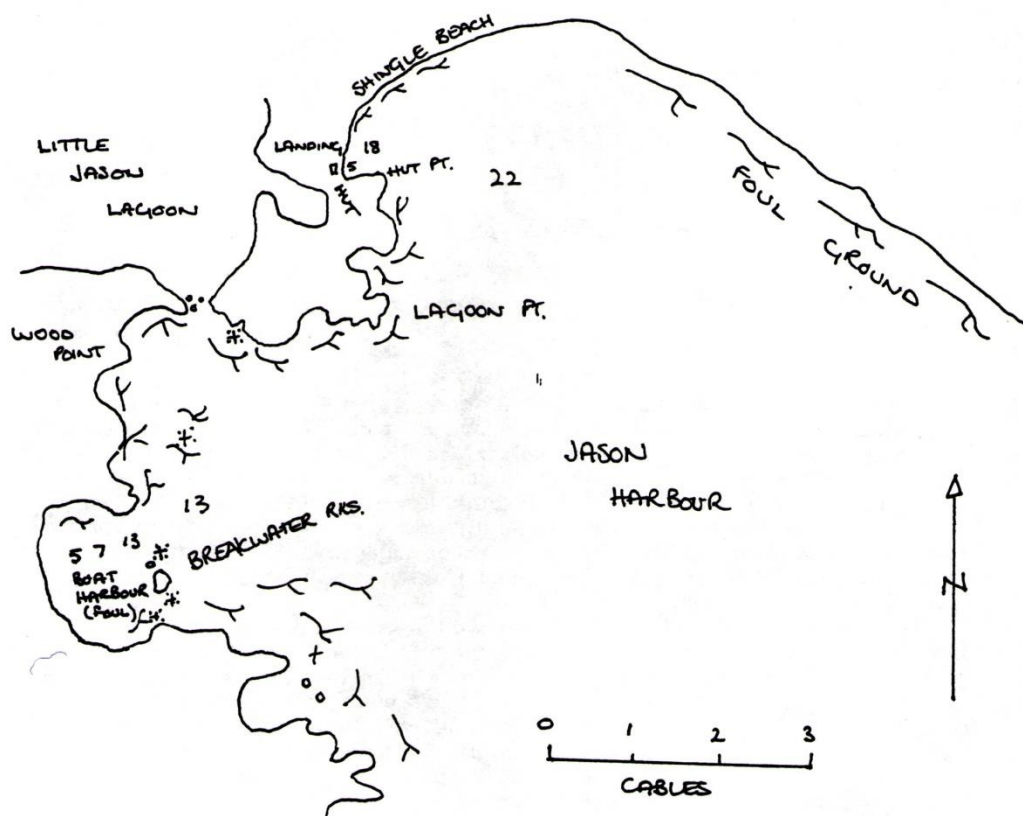 SHINGLE BEACH
LITTLE
JASON
LAGOON
LANDING
18
5
HUT PT.
HUT
22
FOUL
GROUND
LAGOON PT.
WOOD
POINT
JASON
HARBOUR
13
BREAKWATER RKS.
5 7 13
BOAT
HARBOUR
(FOUL)
N
0 1 2 3
CABLES